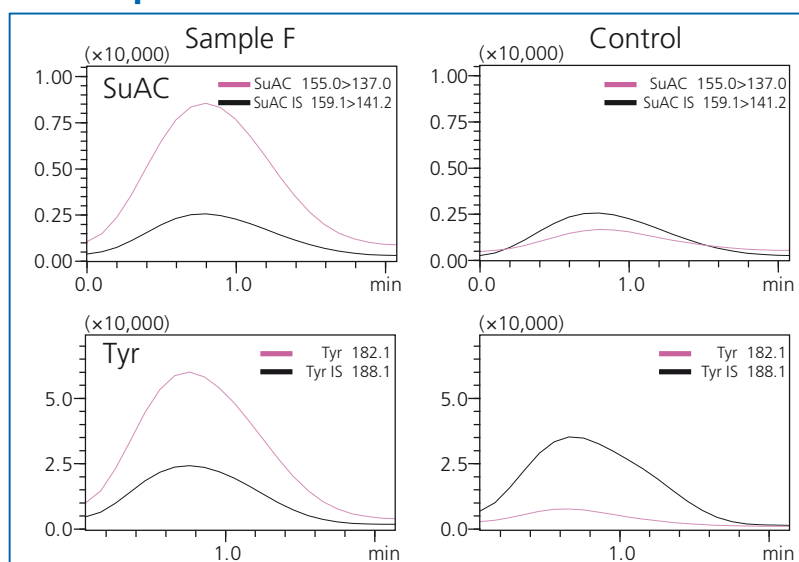 Sample F
Control
(×10,000)
SuAC
SuAC 155.0>137.0
SuAC IS 159.1>141.2
1.00
0.75
0.50
0.25
0.00
0.0
1.0
min
(×10,000)
SuAC 155.0>137.0
SuAC IS 159.1>141.2
1.00
0.75
0.50
0.25
0.00
0.0
1.0
min
(×10,000)
Tyr
Tyr 182.1
Tyr IS 188.1
5.0
2.5
0.0
1.0
min
(×10,000)
Tyr 182.1
Tyr IS 188.1
5.0
2.5
0.0
1.0
min